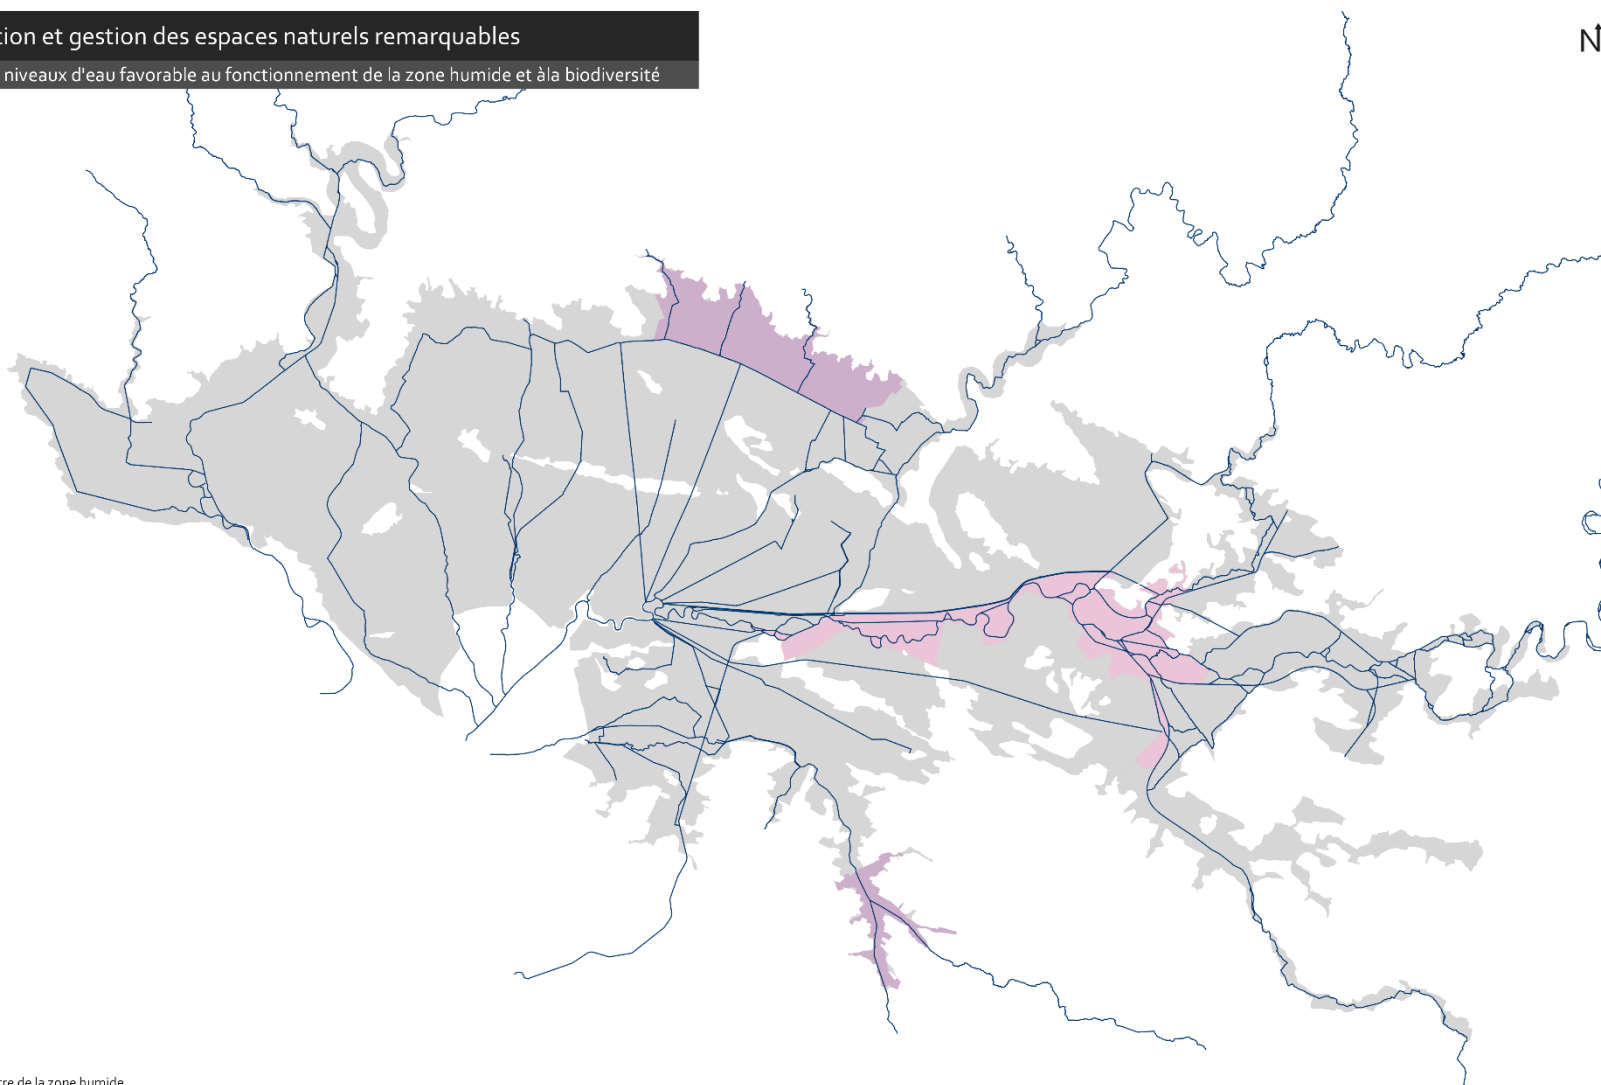 tion et gestion des espaces naturels remarquables
N
niveaux d'eau favorable au fonctionnement de la zone humide et àla biodiversité
tre de la zone humide